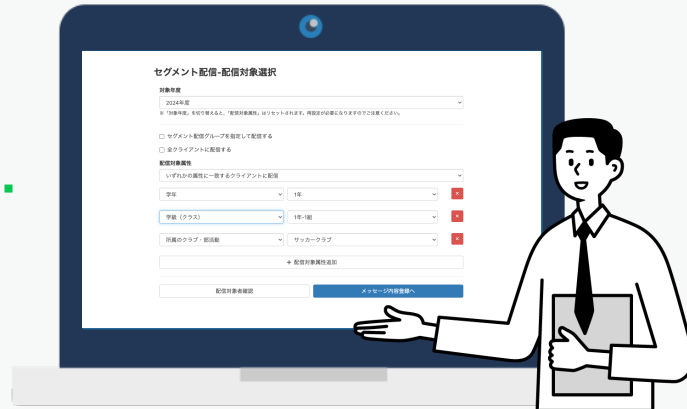 セグメント配信-配信対象選択
対象年度
2024年度
※「対象年度」を切り替えると、「配信対象属性」はリセットされます。再設定が必要になりますのでご注意ください。
セグメント配信グループを指定して配信する
全クライアントに配信する
配信対象属性
いずれかの属性に一致するクライアントに配信
学年 1年
学級（クラス） 1年-1組
所属のクラブ・部活動 サッカークラブ
+ 配信対象属性追加
配信対象者確認 メッセージ内容登録へ